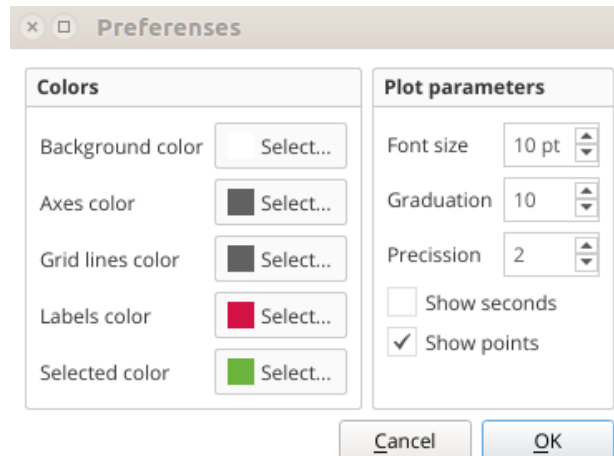 Preferenses
Colors
Background color Select...
Axes color Select...
Grid lines color Select...
Labels color Select...
Selected color Select...
Plot parameters
Font size 10 pt
Graduation 10
Precission 2
Show seconds
Show points
Cancel OK